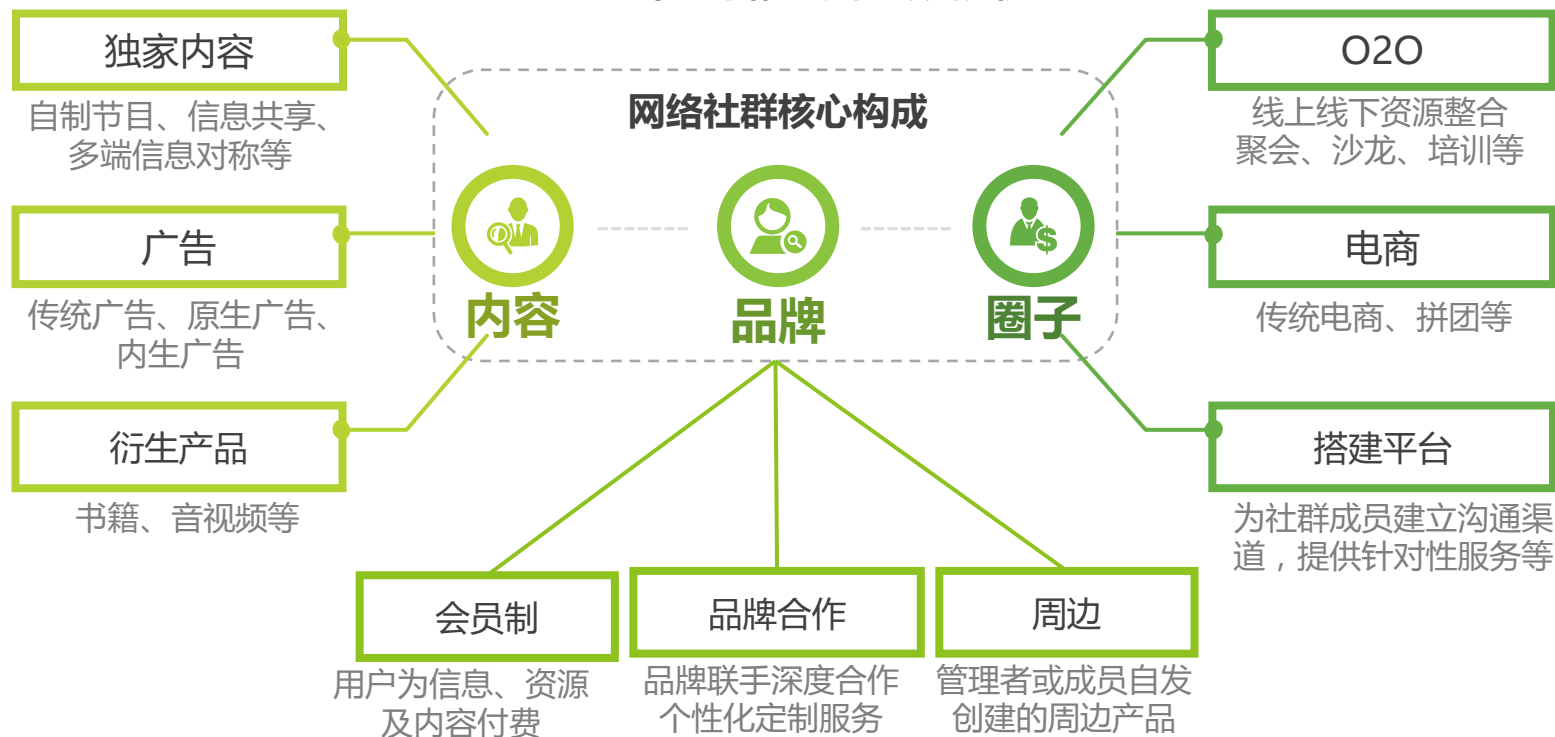 独家内容
自制节目、信息共享、
多端信息对称等
广告
传统广告、原生广告、
内生广告
衍生产品
书籍、音视频等
网络社群核心构成
内容
品牌
圈子
O2O
线上线下资源整合
聚会、沙龙、培训等
电商
传统电商、拼团等
搭建平台
为社群成员建立沟通渠
道，提供针对性服务等
会员制
用户为信息、资源
及内容付费
品牌合作
品牌联手深度合作
个性化定制服务
周边
管理者或成员自发
创建的周边产品